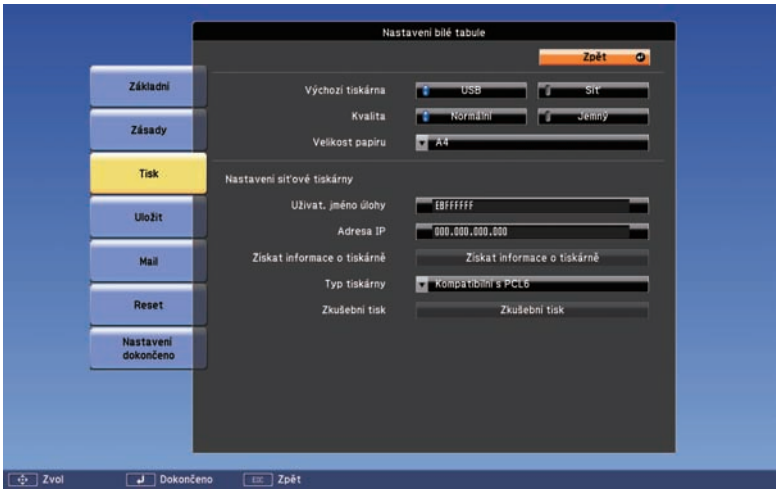 Nastavení bílé tabule
Zpět
Základní
Zásady
Tisk
Uložit
Mail
Reset
Nastavení
dokončeno
Výchozí tiskárna USB Síť
Kvalita Normální Jemný
Velikost papíru A4
Nastavení síťové tiskárny
Uživat. jméno úlohy EBFFFFFF
Adresa IP 000.000.000.000
Získat informace o tiskárně Získat informace o tiskárně
Typ tiskárny Kompatibilní s PCL6
Zkušební tisk Zkušební tisk
Zvol Dokončeno ESC Zpět